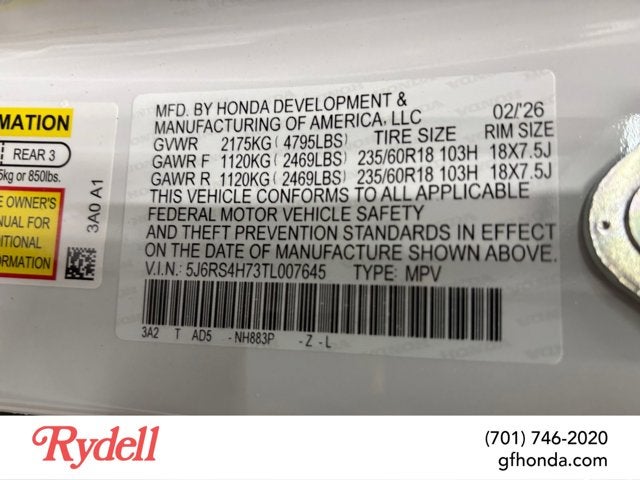 MATION
REAR 3
5kg or 850lbs.
E OWNER'S
ANUAL FOR
DITIONAL
ORMATION
3A0 A1
MFD. BY HONDA DEVELOPMENT &
MANUFACTURING OF AMERICA, LLC 02/'26
GVWR 2175KG( 4795LBS) TIRE SIZE RIM SIZE
GAWR F 1120KG( 2469LBS) 235/60R18 103H 18X7.5J
GAWR R 1120KG( 2469LBS) 235/60R18 103H 18X7.5J
THIS VEHICLE CONFORMS TO ALL APPLICABLE
FEDERAL MOTOR VEHICLE SAFETY
AND THEFT PREVENTION STANDARDS IN EFFECT
ON THE DATE OF MANUFACTURE SHOWN ABOVE.
V.I.N.: 5J6RS4H73TL007645 TYPE: MPV
3A2 T AD5 - NH883P - Z - L
Rydell
(701) 746-2020
gfhonda.com